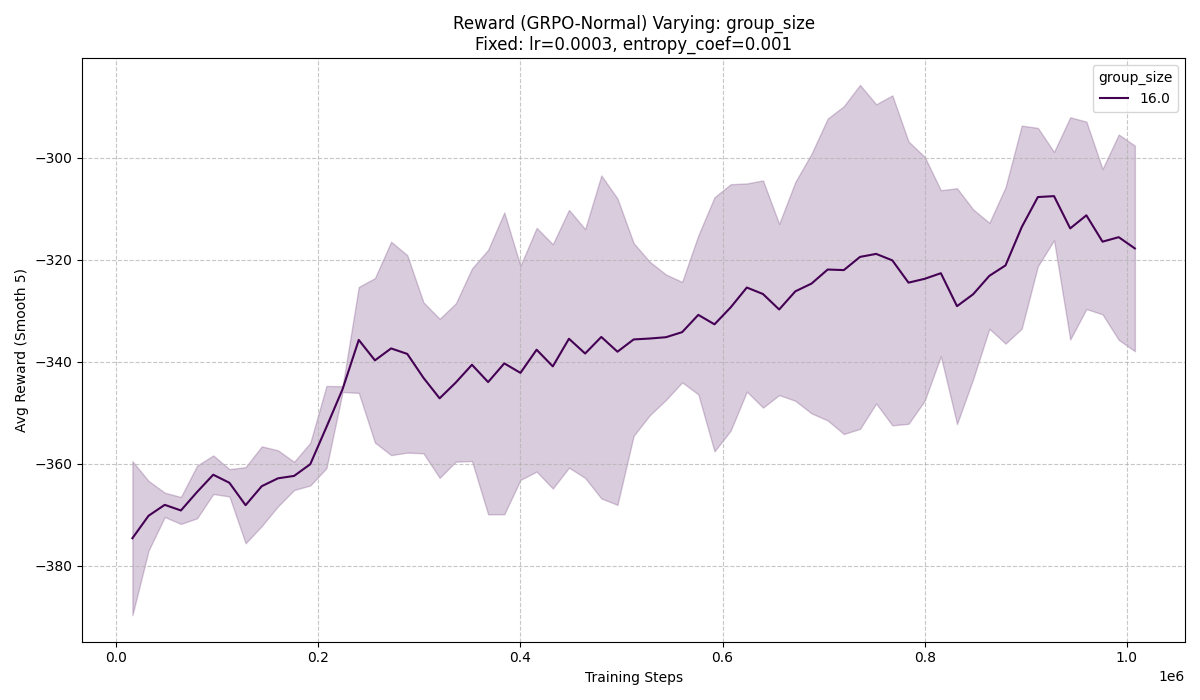 Reward (GRPO-Normal) Varying: group_size
Fixed: lr=0.0003, entropy_coef=0.001
group_size
16.0
Avg Reward (Smooth 5)
−300
−320
−340
−360
−380
0.0
0.2
0.4
0.6
0.8
1.0
1e6
Training Steps